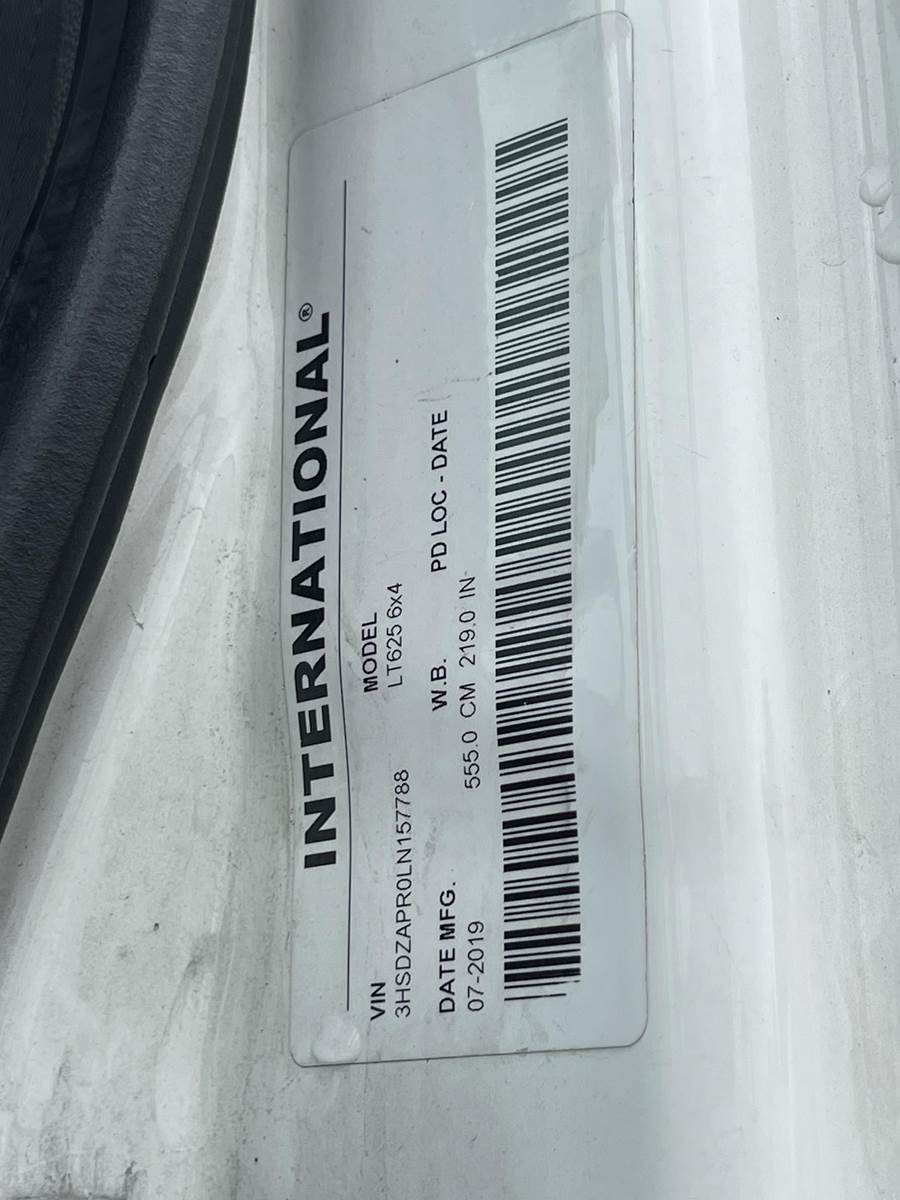 INTERNATIONAL®
VIN MODEL
3HSDZAPR0LN157788 LT625 6x4
DATE MFG. W.B. PD LOC - DATE
07-2019 555.0 CM 219.0 IN